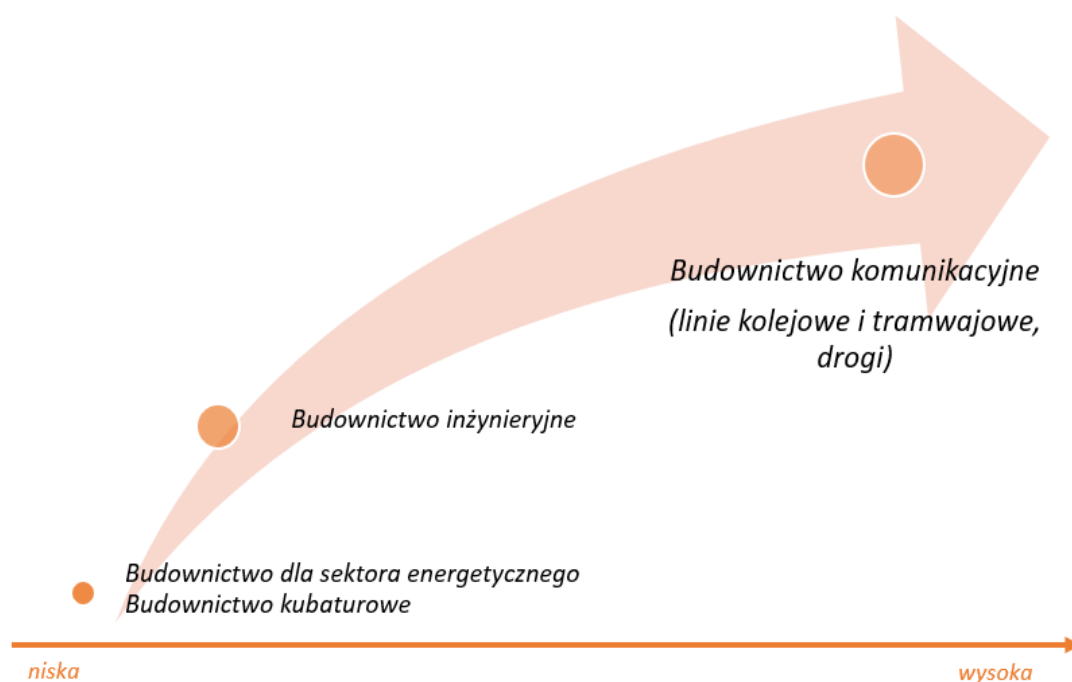 Budownictwo komunikacyjne
(linie kolejowe i tramwajowe,
drogi)
Budownictwo inżynieryjne
Budownictwo dla sektora energetycznego
Budownictwo kubaturowe
niska
wysoka